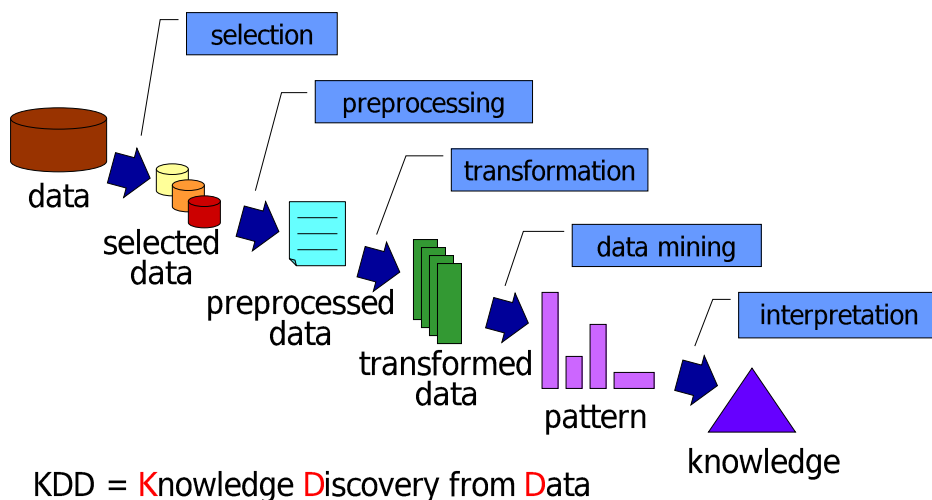 selection
preprocessing
data
transformation
selected
data
data mining
preprocessed
data
interpretation
transformed
data
pattern
knowledge
KDD = Knowledge Discovery from Data